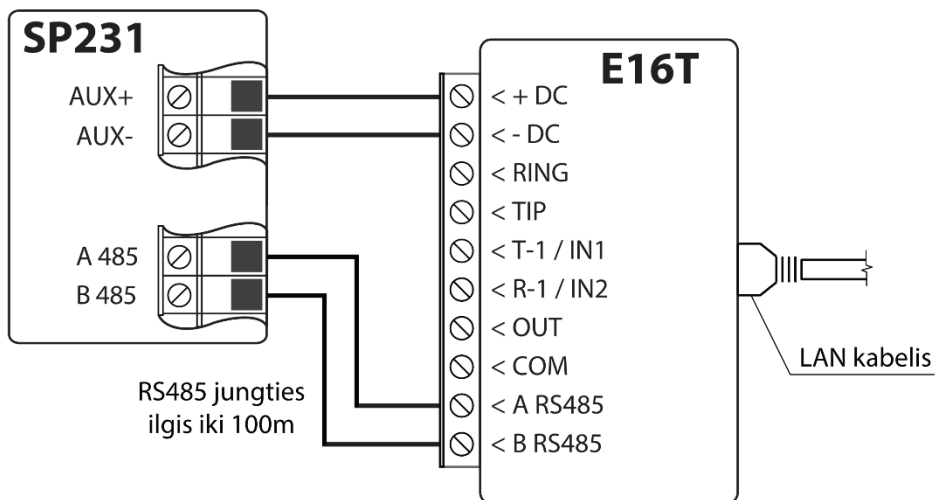 SP231
AUX+
AUX-
A 485
B 485
RS485 jungties
ilgis iki 100m
E16T
< + DC
< - DC
< RING
< TIP
< T-1 / IN1
< R-1 / IN2
< OUT
< COM
< A RS485
< B RS485
LAN kabelis